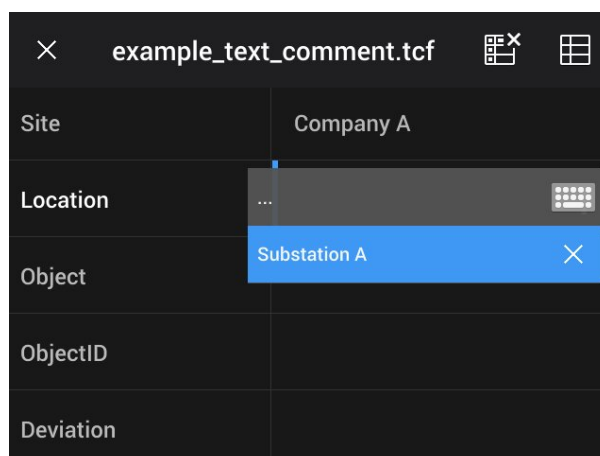 example_text_comment.tcf
Site
Company A
Location
...
Substation A
Object
ObjectID
Deviation